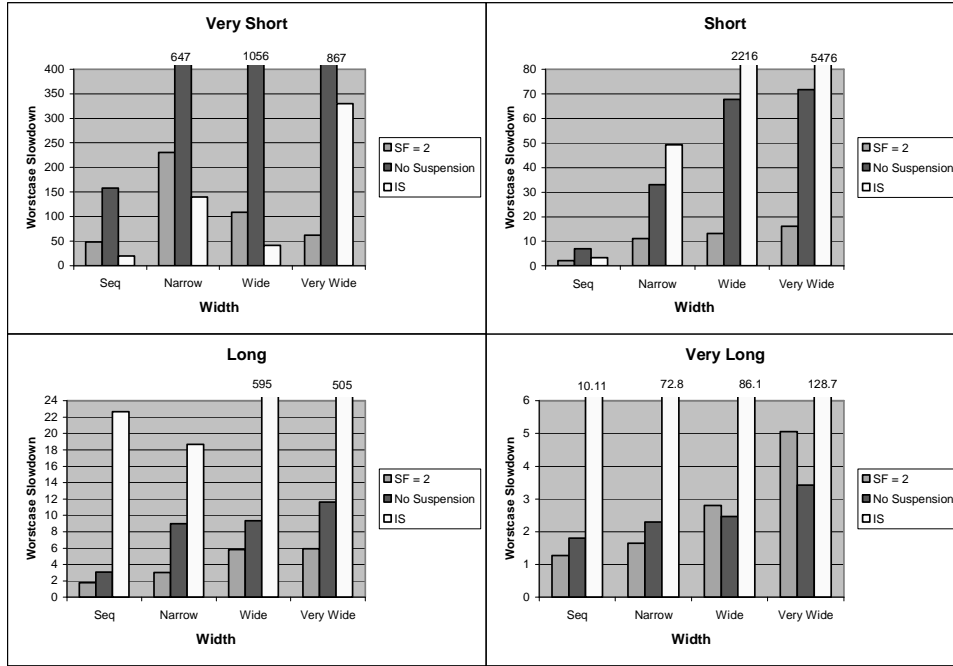 Very Short
647 1056 867
400
350
300
250
200
150
100
50
0
Worstcase Slowdown
Seq Narrow Wide Very Wide
Width
SF = 2
No Suspension
IS
Short
2216 5476
80
70
60
50
40
30
20
10
0
Worstcase Slowdown
Seq Narrow Wide Very Wide
Width
SF = 2
No Suspension
IS
Long
595 505
24
22
20
18
16
14
12
10
8
6
4
2
0
Worstcase Slowdown
Seq Narrow Wide Very Wide
Width
SF = 2
No Suspension
IS
Very Long
10.11 72.8 86.1 128.7
6
5
4
3
2
1
0
Worstcase Slowdown
Seq Narrow Wide Very Wide
Width
SF = 2
No Suspension
IS